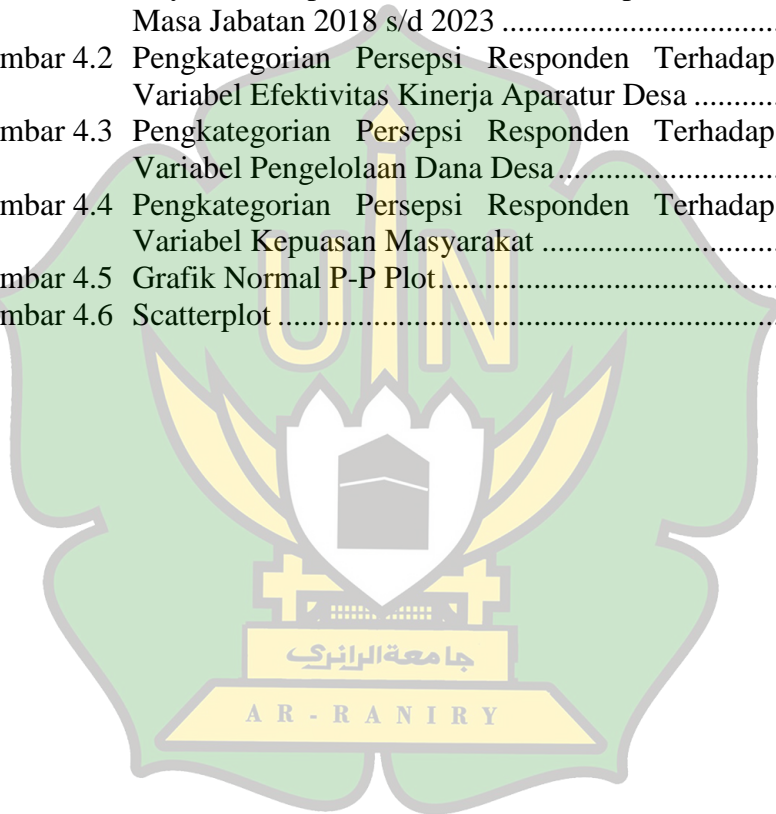 Masa Jabatan 2018 s/d 2023 ..............................
mbar 4.2 Pengkategorian Persepsi Responden Terhadap
Variabel Efektivitas Kinerja Aparatur Desa ............
mbar 4.3 Pengkategorian Persepsi Responden Terhadap
Variabel Pengelolaan Dana Desa..............................
mbar 4.4 Pengkategorian Persepsi Responden Terhadap
Variabel Kepuasan Masyarakat ..............................
mbar 4.5 Grafik Normal P-P Plot..............................
mbar 4.6 Scatterplot ..............................
UIN
جامعةالرانري
AR-RANIRY